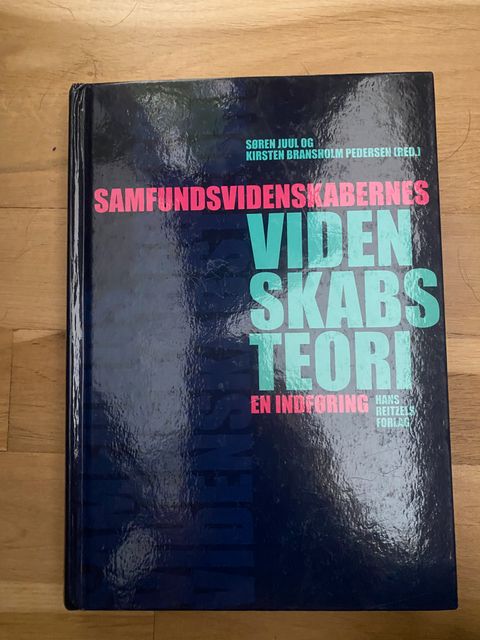 SØREN JUUL OG
KIRSTEN BRANSHOLM PEDERSEN (RED.)
SAMFUNDSVIDENSKABERNES
VIDEN
SKABS
TEORI
EN INDFØRING
HANS
REITZELS
FORLAG